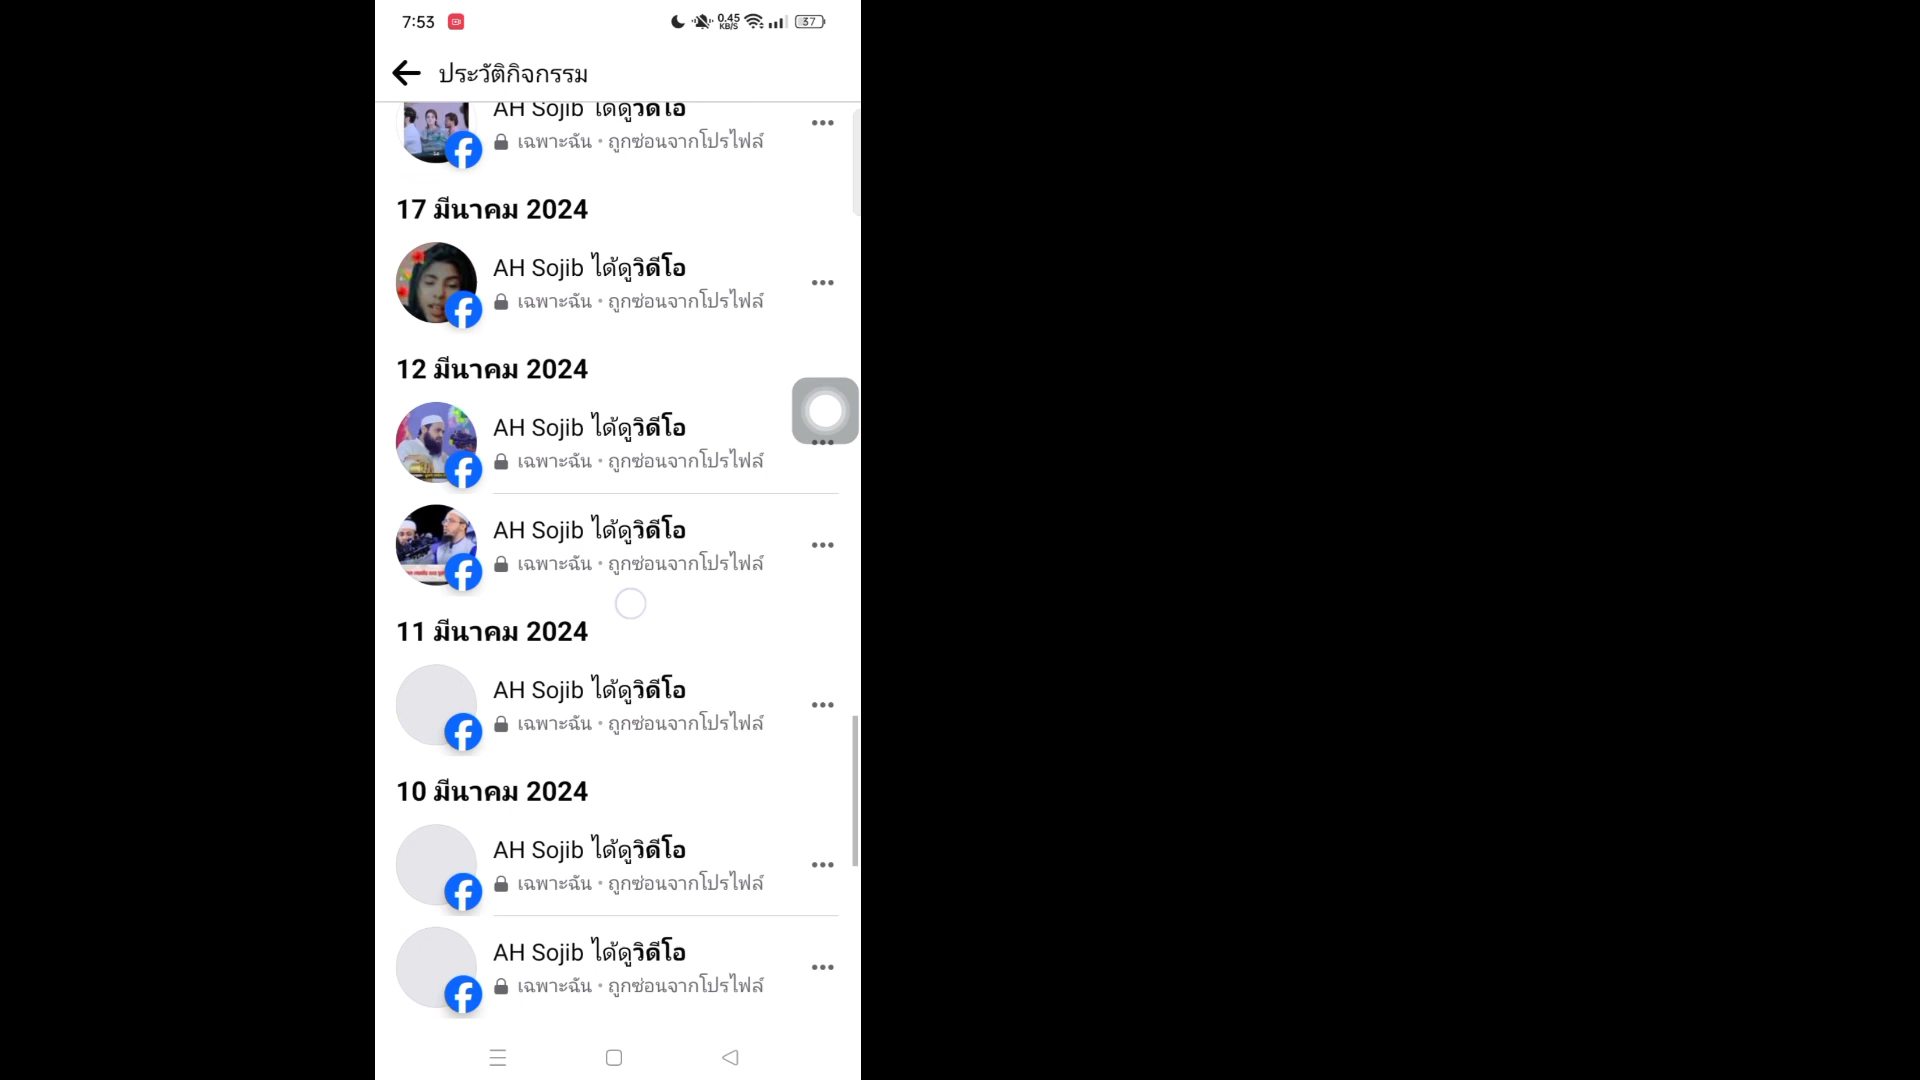 7:53
0.45
KB/S
37
ประวัติกิจกรรม
AH Sojib ได้ดูวิดีโอ
เฉพาะฉัน • ถูกซ่อนจากโปรไฟล์
17 มีนาคม 2024
AH Sojib ได้ดูวิดีโอ
เฉพาะฉัน • ถูกซ่อนจากโปรไฟล์
12 มีนาคม 2024
AH Sojib ได้ดูวิดีโอ
เฉพาะฉัน • ถูกซ่อนจากโปรไฟล์
AH Sojib ได้ดูวิดีโอ
เฉพาะฉัน • ถูกซ่อนจากโปรไฟล์
11 มีนาคม 2024
AH Sojib ได้ดูวิดีโอ
เฉพาะฉัน • ถูกซ่อนจากโปรไฟล์
10 มีนาคม 2024
AH Sojib ได้ดูวิดีโอ
เฉพาะฉัน • ถูกซ่อนจากโปรไฟล์
AH Sojib ได้ดูวิดีโอ
เฉพาะฉัน • ถูกซ่อนจากโปรไฟล์